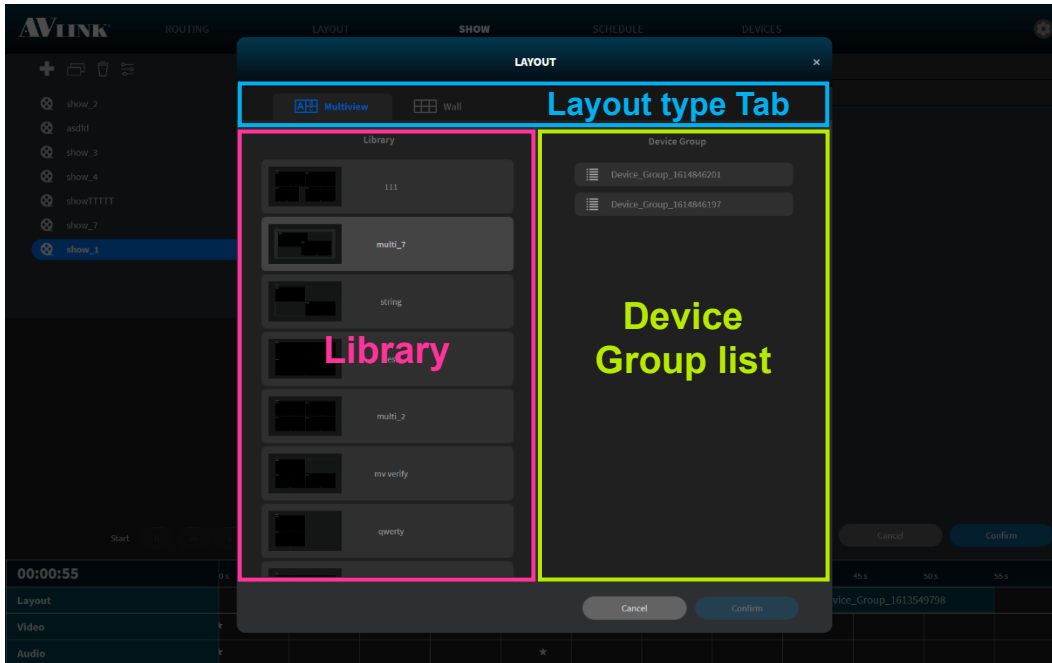 AVLINK
ROUTING LAYOUT SHOW SCHEDULE DEVICES
LAYOUT ×
Multiview Wall Layout type Tab
show_2
asdld
show_3
show_4
showTTTTT
show_7
show_1
Library
111
multi_7
string
multi_2
mv verify
qwerty
Library
Device Group
Device_Group_1614846201
Device_Group_1614846197
Device
Group list
Start
Cancel Confirm
Cancel Confirm
00:00:55 0 s 45 s 50 s 55 s
Layout vice_Group_1613549798
Video
Audio